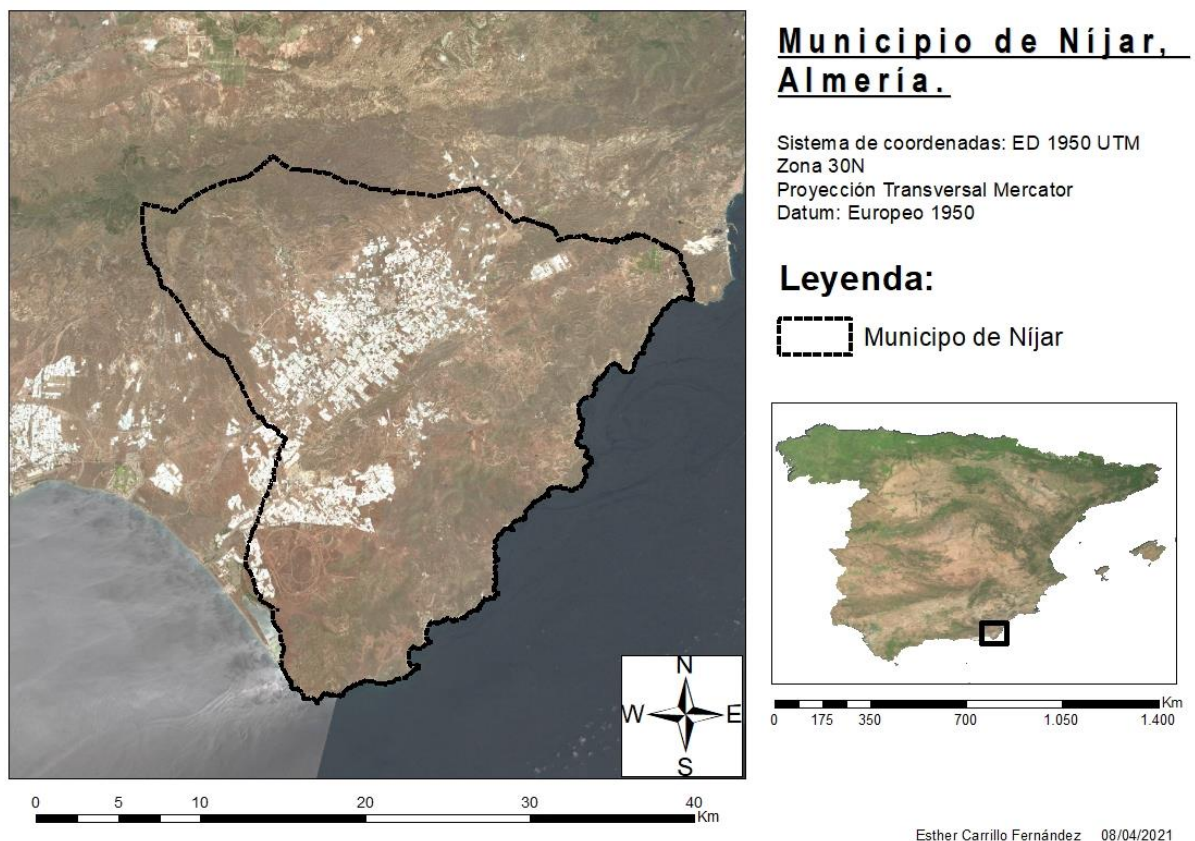 Municipio de Níjar,
Almería.
Sistema de coordenadas: ED 1950 UTM
Zona 30N
Proyección Transversal Mercator
Datum: Europeo 1950
Leyenda:
Municipo de Níjar
N
W E
S
0 175 350 700 1.050 1.400 Km
0 5 10 20 30 40 Km
Esther Carrillo Fernández 08/04/2021